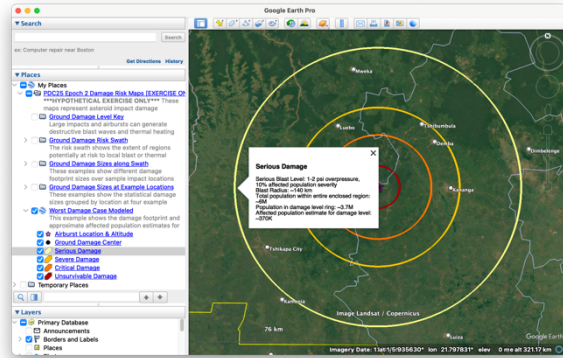 Google Earth Pro
▼ Search
Search
ex: Computer repair near Boston
Get Directions History
▼ Places
My Places
PDC25 Epoch 2 Damage Risk Maps [EXERCISE ON
***HYPOTHETICAL EXERCISE ONLY*** These
maps represent asteroid impact damage
Ground Damage Level Key
Large impacts and airbursts can generate
destructive blast waves and thermal heating
Ground Damage Risk Swath
The risk swath shows the extent of regions
potentially at risk to local blast or thermal
Ground Damage Sizes along Swath
These examples show different damage
footprint sizes over sample impact locations
Ground Damage Sizes at Example Locations
These examples show the statistical damage
sizes grouped by location at four example
Worst Damage Case Modeled
This example shows the damage footprint and
approximate affected population estimates for
Airburst Location & Altitude
Ground Damage Center
Serious Damage
Severe Damage
Critical Damage
Unsurvivable Damage
Temporary Places
▼ Layers
Primary Database
Announcements
Borders and Labels
Places
N
Mweka
Luebo
Tshibumbula
Demba
Dimbelenge
Kananga
Tshikapa City
Kamonia
Luiza
Serious Damage
Serious Blast Level: 1-2 psi overpressure,
10% affected population severity
Blast Radius: ~140 km
Total population within entire enclosed region:
~6M
Population in damage level ring: ~3.7M
Affected population estimate for damage level:
~370K
Image Landsat / Copernicus
76 km
Google Earth
Imagery Date: lon 21.797831° elev 0 m eye alt 321.17 km